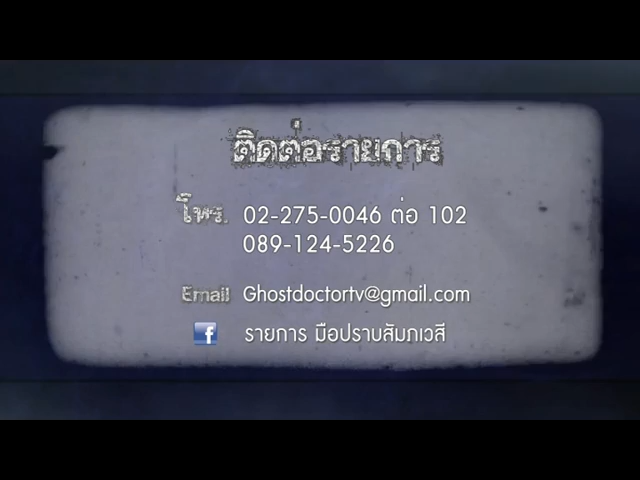 ติดต่อรายการ
โทร. 02-275-0046 ต่อ 102
089-124-5226
Email Ghostdoctortv@gmail.com
f รายการ มือปราบสัมภเวสี